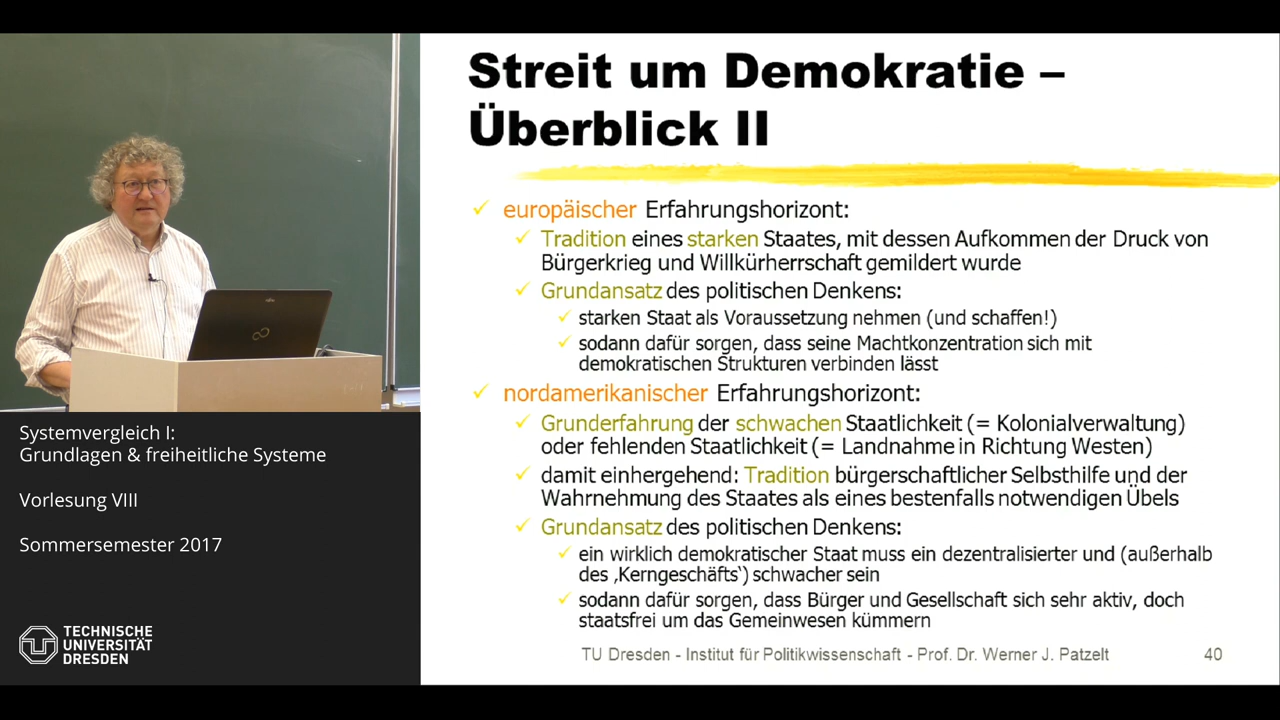 Streit um Demokratie –
Überblick II
europäischer Erfahrungshorizont:
Tradition eines starken Staates, mit dessen Aufkommen der Druck von
Bürgerkrieg und Willkürherrschaft gemildert wurde
Grundansatz des politischen Denkens:
starken Staat als Voraussetzung nehmen (und schaffen!)
sodann dafür sorgen, dass seine Machtkonzentration sich mit
demokratischen Strukturen verbinden lässt
nordamerikanischer Erfahrungshorizont:
Grunderfahrung der schwachen Staatlichkeit (= Kolonialverwaltung)
oder fehlenden Staatlichkeit (= Landnahme in Richtung Westen)
damit einhergehend: Tradition bürgerschaftlicher Selbsthilfe und der
Wahrnehmung des Staates als eines bestenfalls notwendigen Übels
Grundansatz des politischen Denkens:
ein wirklich demokratischer Staat muss ein dezentralisierter und (außerhalb
des ‚Kerngeschäfts‘) schwacher sein
sodann dafür sorgen, dass Bürger und Gesellschaft sich sehr aktiv, doch
staatsfrei um das Gemeinwesen kümmern
TU Dresden - Institut für Politikwissenschaft - Prof. Dr. Werner J. Patzelt 40
Systemvergleich I:
Grundlagen & freiheitliche Systeme
Vorlesung VIII
Sommersemester 2017
TECHNISCHE
UNIVERSITÄT
DRESDEN